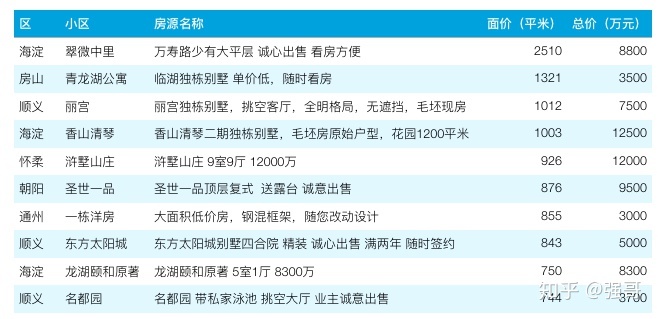 区 小区 房源名称 面价（平米） 总价（万元）
海淀 翠微中里 万寿路少有大平层 诚心出售 看房方便 2510 8800
房山 青龙湖公寓 临湖独栋别墅 单价低，随时看房 1321 3500
顺义 丽宫 丽宫独栋别墅，挑空客厅，全明格局，无遮挡，毛坯现房 1012 7500
海淀 香山清琴 香山清琴二期独栋别墅，毛坯房原始户型，花园1200平米 1003 12500
怀柔 浒墅山庄 浒墅山庄 9室9厅 12000万 926 12000
朝阳 圣世一品 圣世一品顶层复式 送露台 诚意出售 876 9500
通州 一栋洋房 大面积低价房，钢混框架，随您改动设计 855 3000
顺义 东方太阳城 东方太阳城别墅四合院 精装 诚心出售 满两年 随时签约 843 5000
海淀 龙湖颐和原著 龙湖颐和原著 5室1厅 8300万 750 8300
顺义 名都园 名都园 带私家泳池 挑空大厅 业主诚意出售 744 3700
知乎 @强哥